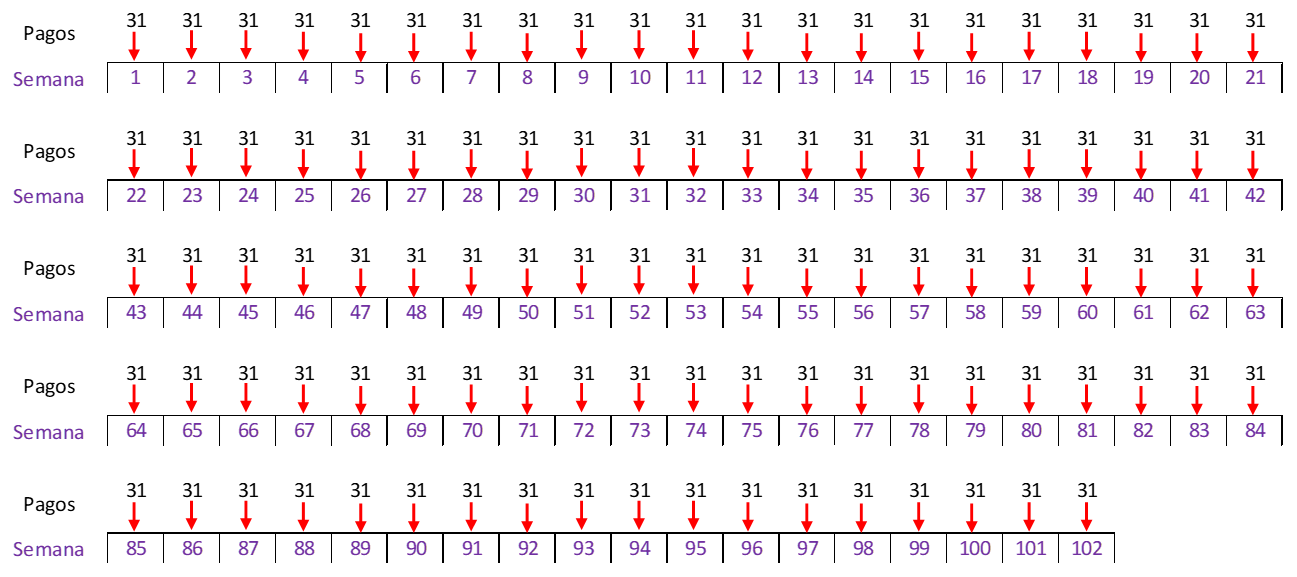 31 31 31 31 31 31 31 31 31 31 31 31 31 31 31 31 31 31 31 31 31
Pagos
Semana 1 2 3 4 5 6 7 8 9 10 11 12 13 14 15 16 17 18 19 20 21
31 31 31 31 31 31 31 31 31 31 31 31 31 31 31 31 31 31 31 31 31
Pagos
Semana 22 23 24 25 26 27 28 29 30 31 32 33 34 35 36 37 38 39 40 41 42
31 31 31 31 31 31 31 31 31 31 31 31 31 31 31 31 31 31 31 31 31
Pagos
Semana 43 44 45 46 47 48 49 50 51 52 53 54 55 56 57 58 59 60 61 62 63
31 31 31 31 31 31 31 31 31 31 31 31 31 31 31 31 31 31 31 31 31
Pagos
Semana 64 65 66 67 68 69 70 71 72 73 74 75 76 77 78 79 80 81 82 83 84
31 31 31 31 31 31 31 31 31 31 31 31 31 31 31 31 31 31
Pagos
Semana 85 86 87 88 89 90 91 92 93 94 95 96 97 98 99 100 101 102